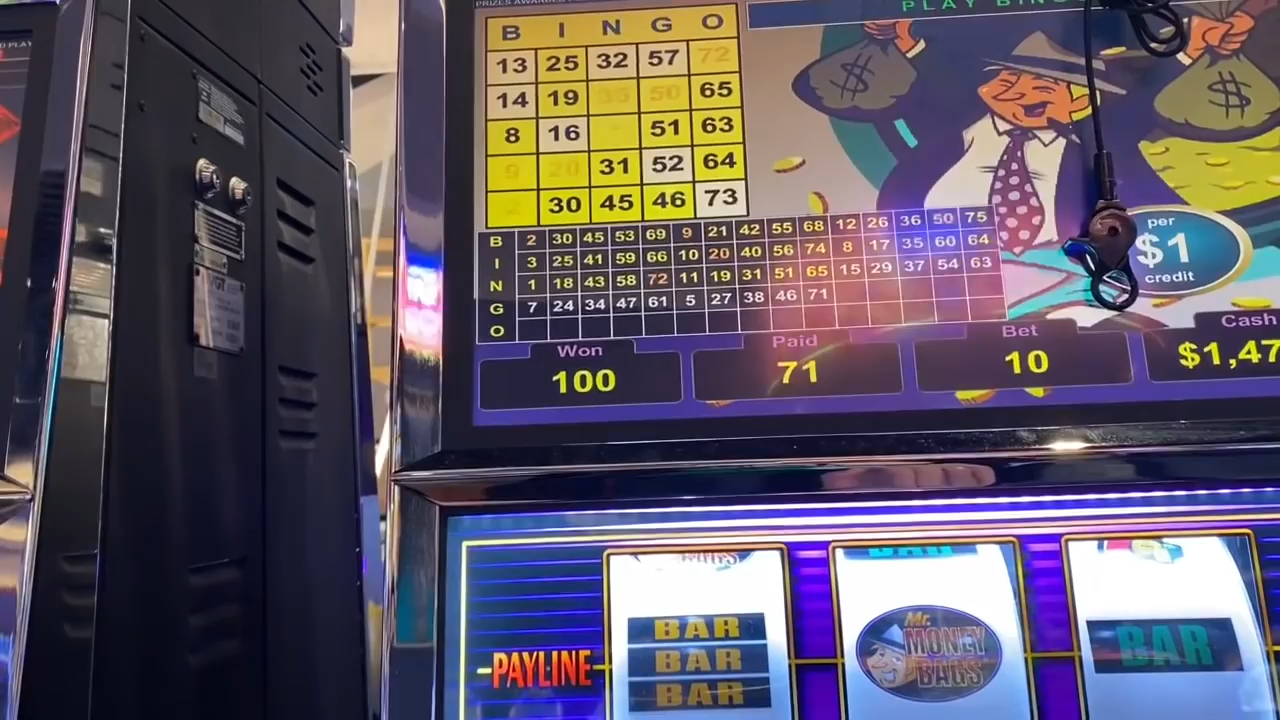 PLAY BING
B I N G O
13 25 32 57 72
14 19 35 50 65
8 16 51 63
9 20 31 52 64
2 30 45 46 73
B 2 30 45 53 69 9 21 42 55 68 12 26 36 50 75
I 3 25 41 59 66 10 20 40 56 74 8 17 35 60 64
N 1 18 43 58 72 11 19 31 51 65 15 29 37 54 63
G 7 24 34 47 61 5 27 38 46 71
O
$ $
per
$1
credit
Won Paid Bet Cash
100 71 10 $1,47
BAGS BAR
BAR
BAR
BAR
Mr.
MONEY
BAGS
BAR
PAYLINE